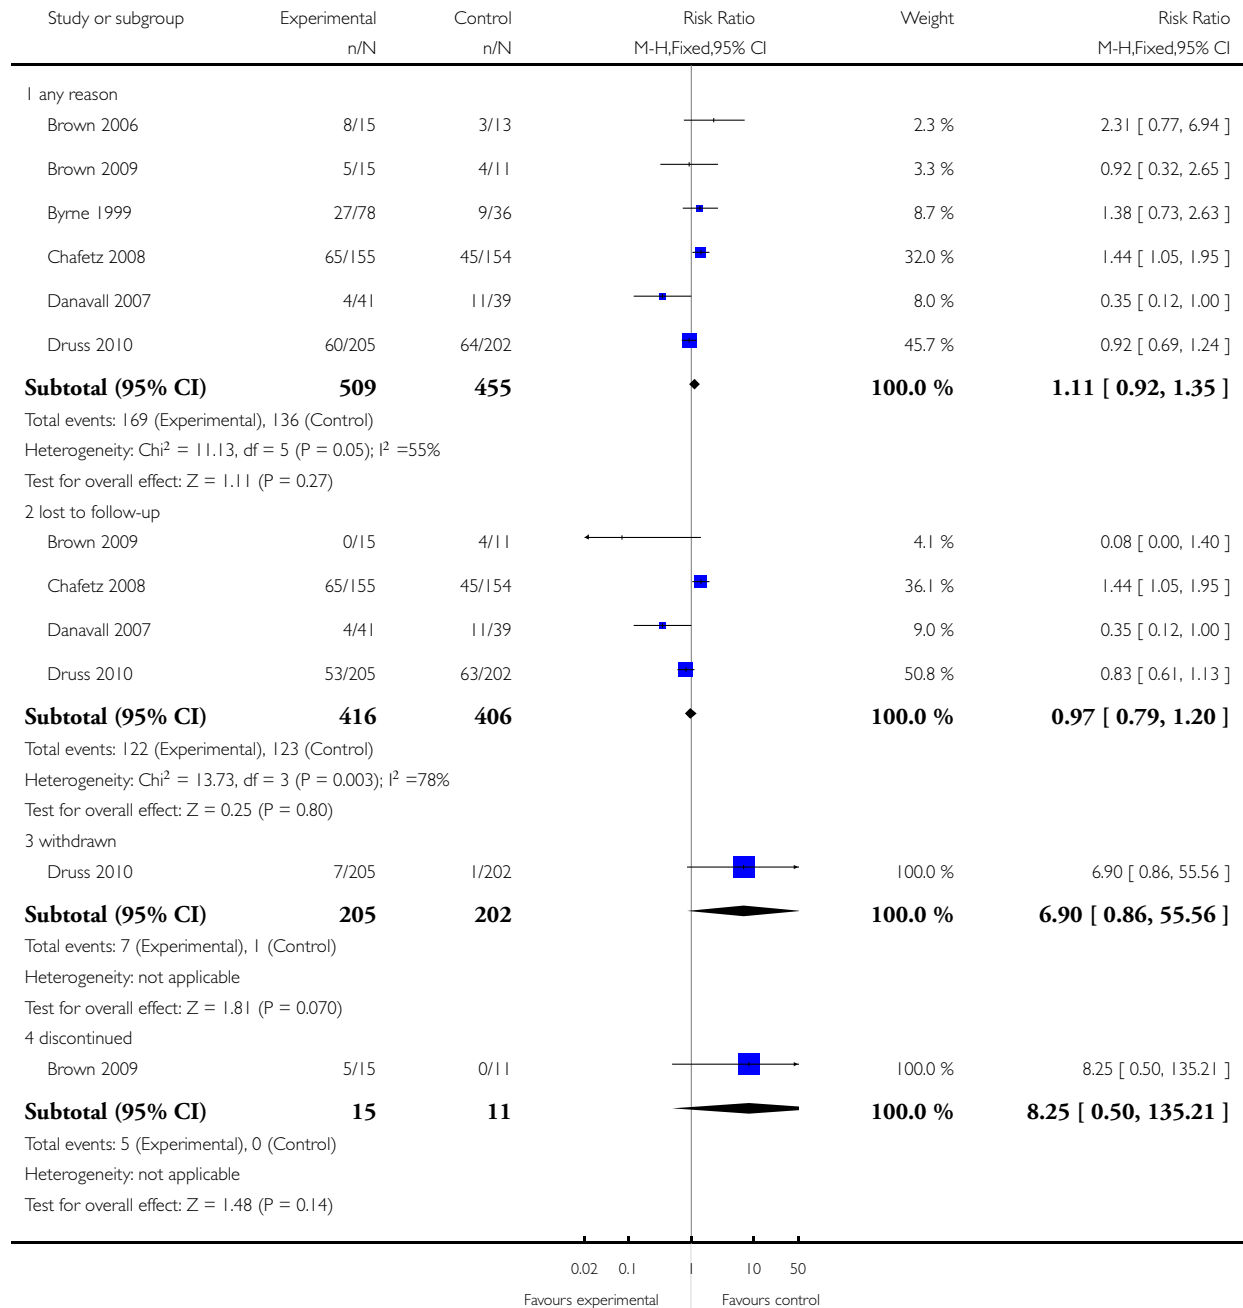 Study or subgroup Experimental Control Risk Ratio Weight Risk Ratio
n/N n/N M-H,Fixed,95% CI M-H,Fixed,95% CI
1 any reason
Brown 2006 8/15 3/13 2.3 % 2.31 [ 0.77, 6.94 ]
Brown 2009 5/15 4/11 3.3 % 0.92 [ 0.32, 2.65 ]
Byrne 1999 27/78 9/36 8.7 % 1.38 [ 0.73, 2.63 ]
Chafetz 2008 65/155 45/154 32.0 % 1.44 [ 1.05, 1.95 ]
Danavall 2007 4/41 11/39 8.0 % 0.35 [ 0.12, 1.00 ]
Druss 2010 60/205 64/202 45.7 % 0.92 [ 0.69, 1.24 ]
Subtotal (95% CI) 509 455 100.0 % 1.11 [ 0.92, 1.35 ]
Total events: 169 (Experimental), 136 (Control)
Heterogeneity: Chi² = 11.13, df = 5 (P = 0.05); I² =55%
Test for overall effect: Z = 1.11 (P = 0.27)
2 lost to follow-up
Brown 2009 0/15 4/11 4.1 % 0.08 [ 0.00, 1.40 ]
Chafetz 2008 65/155 45/154 36.1 % 1.44 [ 1.05, 1.95 ]
Danavall 2007 4/41 11/39 9.0 % 0.35 [ 0.12, 1.00 ]
Druss 2010 53/205 63/202 50.8 % 0.83 [ 0.61, 1.13 ]
Subtotal (95% CI) 416 406 100.0 % 0.97 [ 0.79, 1.20 ]
Total events: 122 (Experimental), 123 (Control)
Heterogeneity: Chi² = 13.73, df = 3 (P = 0.003); I² =78%
Test for overall effect: Z = 0.25 (P = 0.80)
3 withdrawn
Druss 2010 7/205 1/202 100.0 % 6.90 [ 0.86, 55.56 ]
Subtotal (95% CI) 205 202 100.0 % 6.90 [ 0.86, 55.56 ]
Total events: 7 (Experimental), 1 (Control)
Heterogeneity: not applicable
Test for overall effect: Z = 1.81 (P = 0.070)
4 discontinued
Brown 2009 5/15 0/11 100.0 % 8.25 [ 0.50, 135.21 ]
Subtotal (95% CI) 15 11 100.0 % 8.25 [ 0.50, 135.21 ]
Total events: 5 (Experimental), 0 (Control)
Heterogeneity: not applicable
Test for overall effect: Z = 1.48 (P = 0.14)
0.02 0.1 1 10 50
Favours experimental Favours control